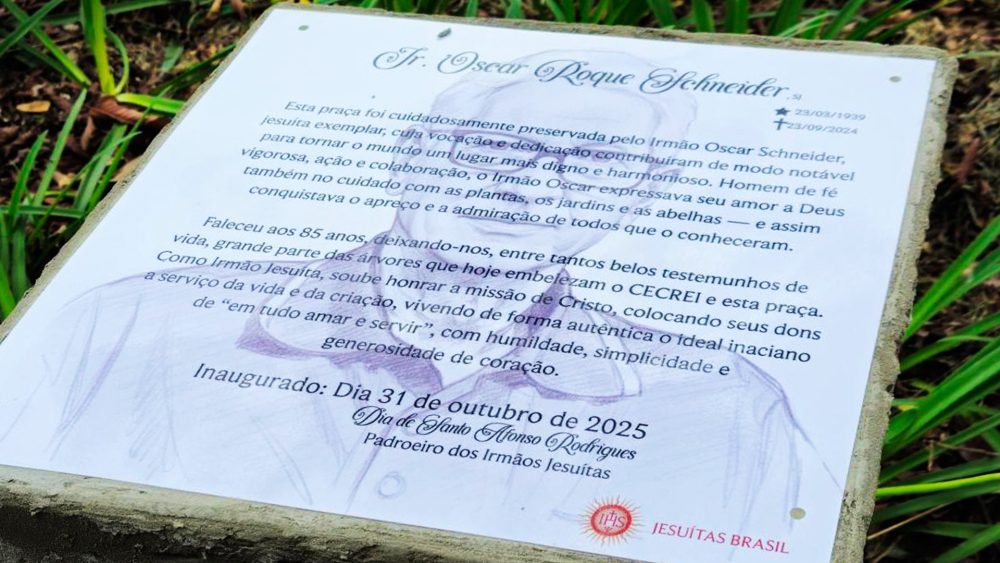 Ir. Oscar Roque Schneider, SJ
★ 23/03/1939
✝23/09/2024
Esta praça foi cuidadosamente preservada pelo Irmão Oscar Schneider,
jesuíta exemplar, cuja vocação e dedicação contribuíram de modo notável
para tornar o mundo um lugar mais digno e harmonioso. Homem de fé
vigorosa, ação e colaboração, o Irmão Oscar expressava seu amor a Deus
também no cuidado com as plantas, os jardins e as abelhas — e assim
conquistava o apreço e a admiração de todos que o conheceram.
Faleceu aos 85 anos, deixando-nos, entre tantos belos testemunhos de
vida, grande parte das árvores que hoje embelezam o CECREI e esta praça.
Como Irmão Jesuíta, soube honrar a missão de Cristo, colocando seus dons
a serviço da vida e da criação, vivendo de forma autêntica o ideal inaciano
de “em tudo amar e servir”, com humildade, simplicidade e
generosidade de coração.
Inaugurado: Dia 31 de outubro de 2025
Dia de Santo Afonso Rodrigues
Padroeiro dos Irmãos Jesuítas
IHS
JESUÍTAS BRASIL